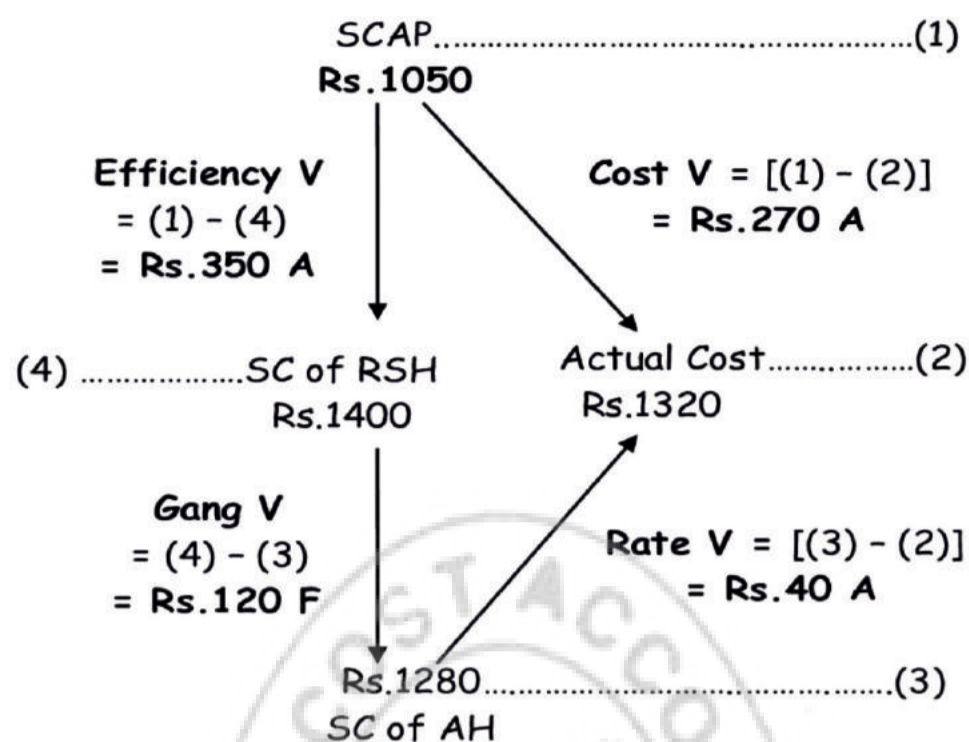 SCAP......................................................(1)
Rs.1050
Efficiency V
= (1) - (4)
= Rs.350 A
Cost V = [(1) - (2)]
= Rs.270 A
(4) ..................SC of RSH
Rs.1400
Actual Cost................(2)
Rs.1320
Gang V
= (4) - (3)
= Rs.120 F
Rate V = [(3) - (2)]
= Rs.40 A
Rs.1280..............................................(3)
SC of AH
COST ACCO